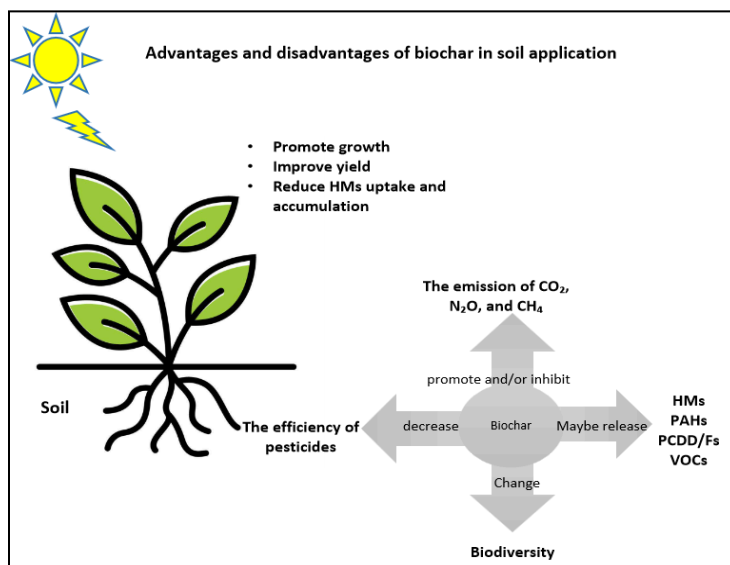 Advantages and disadvantages of biochar in soil application
• Promote growth
• Improve yield
• Reduce HMs uptake and
accumulation
The emission of CO₂,
N₂O, and CH₄
promote and/or inhibit
Soil
The efficiency of
pesticides
decrease
Biochar
Maybe release
HMs
PAHs
PCDD/Fs
VOCs
Change
Biodiversity